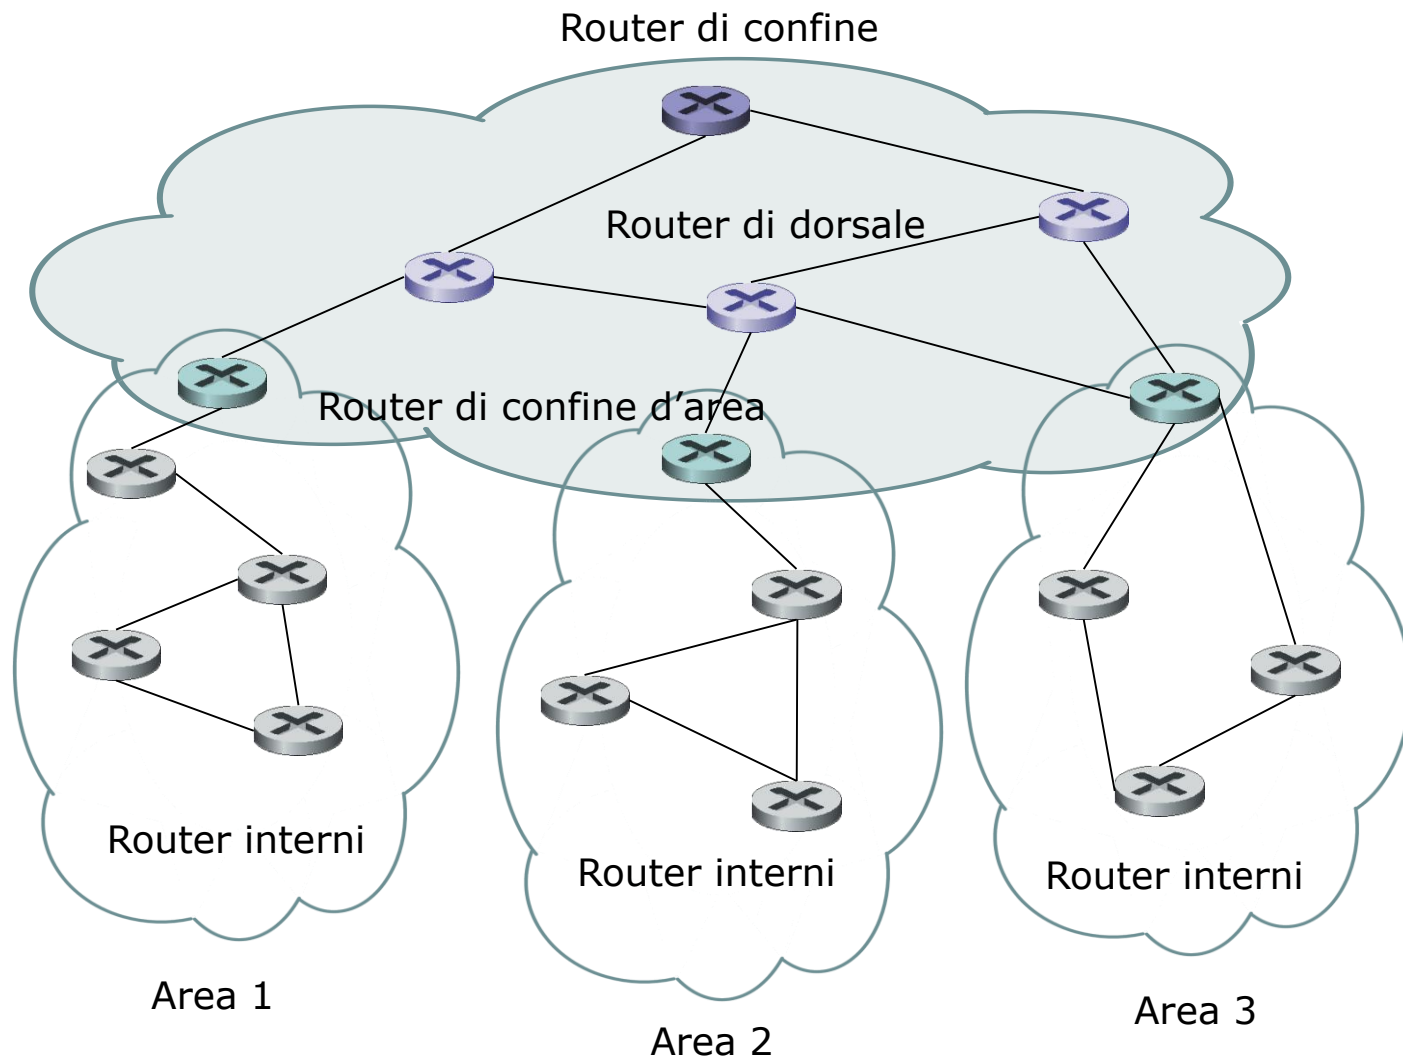 Router di confine
Router di dorsale
Router di confine d’area
Router interni
Router interni
Router interni
Area 1
Area 2
Area 3